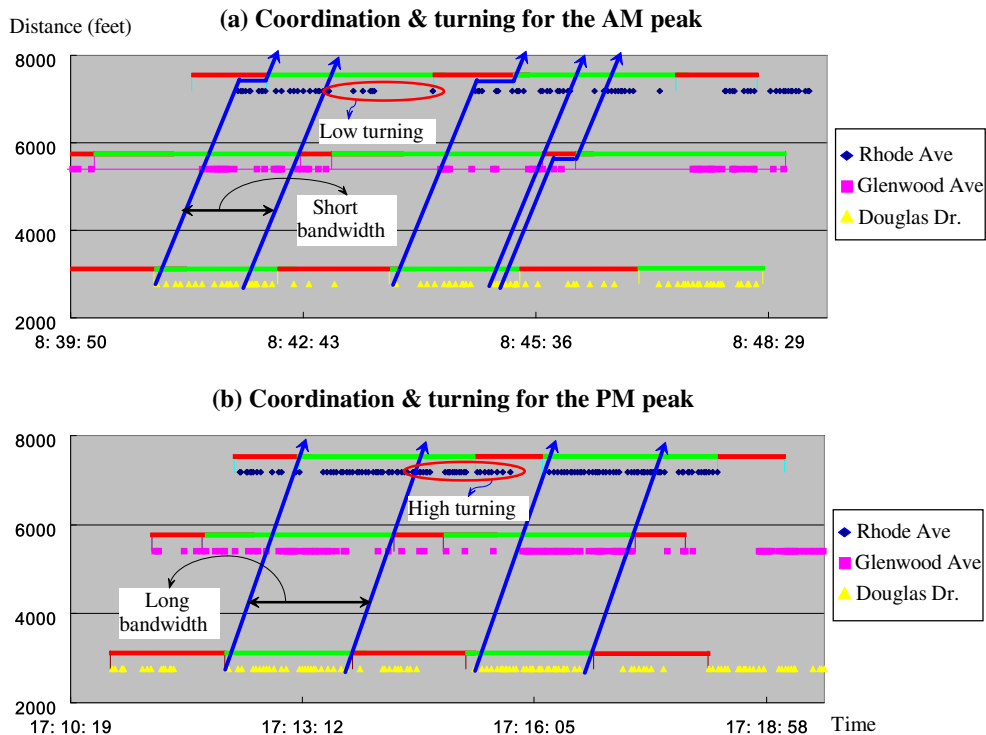 (a) Coordination & turning for the AM peak
Distance (feet)
8000
6000
4000
2000
Low turning
Short
bandwidth
8: 39: 50
8: 42: 43
8: 45: 36
8: 48: 29
Rhode Ave
Glenwood Ave
Douglas Dr.
(b) Coordination & turning for the PM peak
8000
6000
4000
2000
High turning
Long
bandwidth
17: 10: 19
17: 13: 12
17: 16: 05
17: 18: 58
Time
Rhode Ave
Glenwood Ave
Douglas Dr.